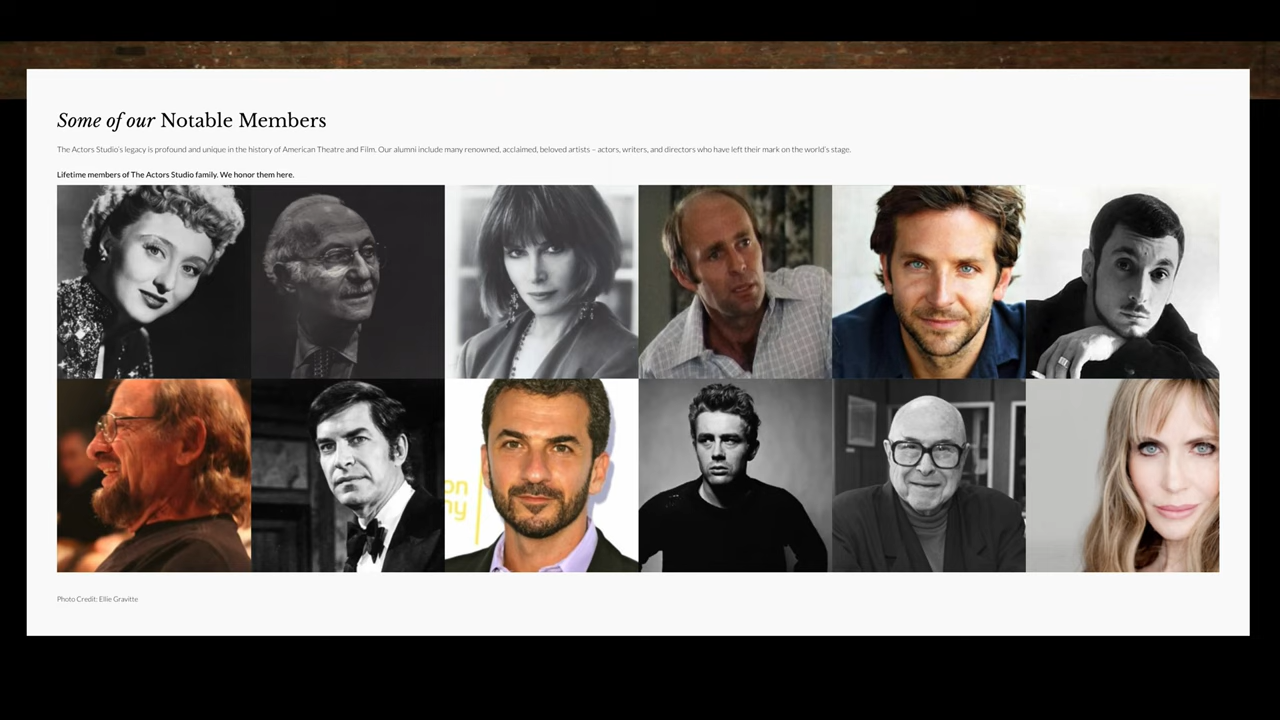 Some of our Notable Members
The Actors Studio's legacy is profound and unique in the history of American Theatre and Film. Our alumni include many renowned, acclaimed, beloved artists – actors, writers, and directors who have left their mark on the world's stage.
Lifetime members of The Actors Studio family. We honor them here.
on
ny
Photo Credit: Ellie Gravitte